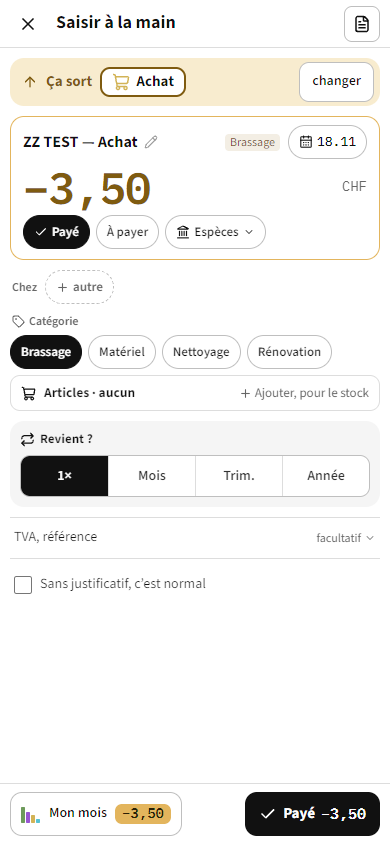 Saisir à la main
Ça sort Achat changer
ZZ TEST — Achat Brassage 18.11
−3,50 CHF
Payé À payer Espèces
Chez + autre
Catégorie
Brassage Matériel Nettoyage Rénovation
Articles · aucun + Ajouter, pour le stock
Revient ?
1× Mois Trim. Année
TVA, référence facultatif
Sans justificatif, c’est normal
Mon mois −3,50 Payé −3,50